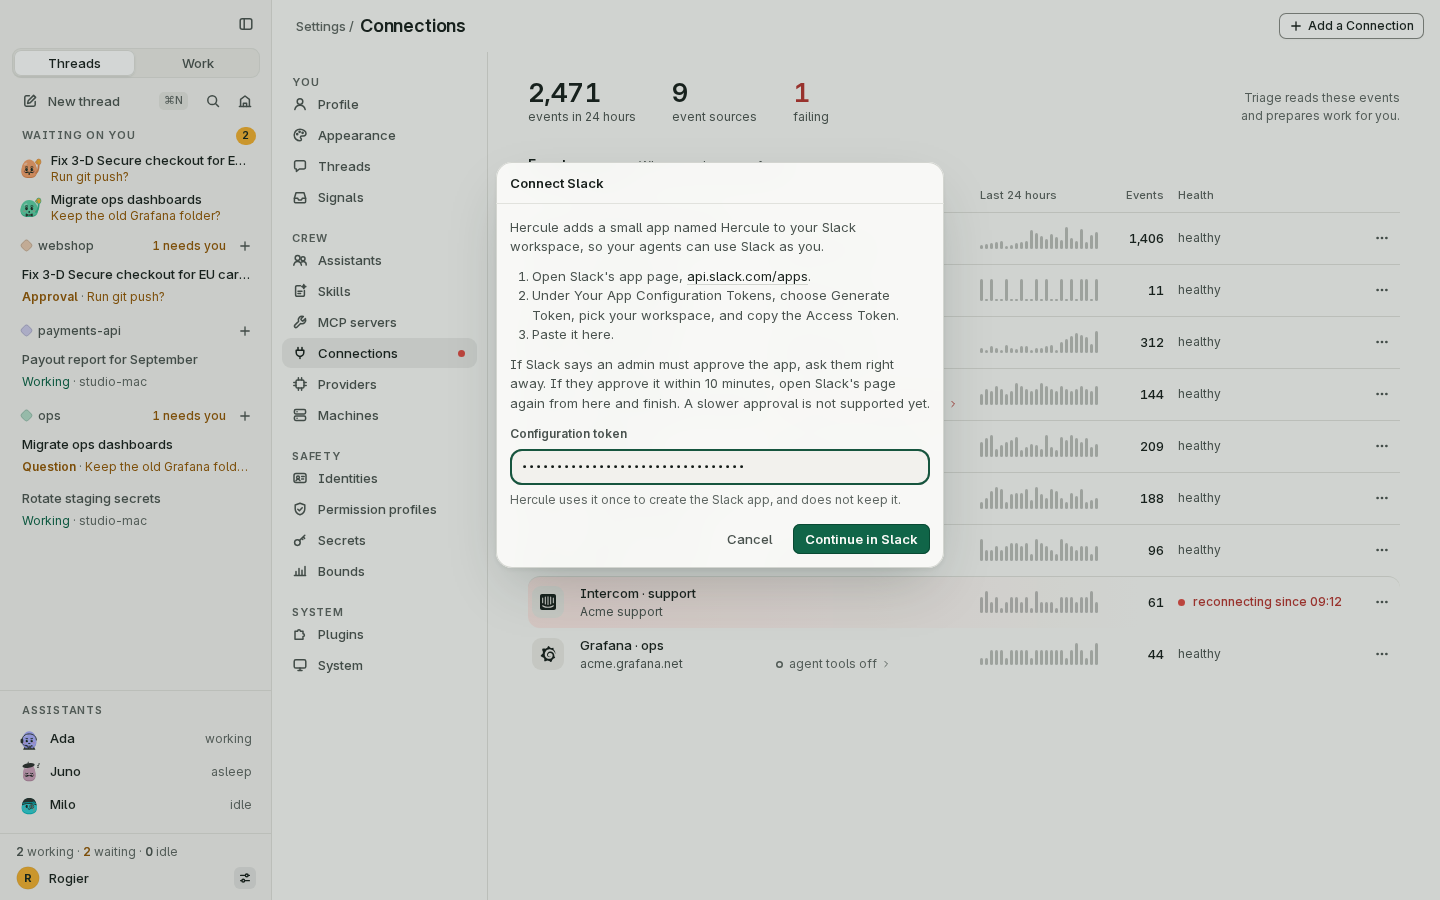 Settings / Connections
Add a Connection
Threads
Work
New thread
⌘N
WAITING ON YOU
2
Fix 3-D Secure checkout for E…
Run git push?
Migrate ops dashboards
Keep the old Grafana folder?
webshop
1 needs you
Fix 3-D Secure checkout for EU car…
Approval · Run git push?
payments-api
Payout report for September
Working · studio-mac
ops
1 needs you
Migrate ops dashboards
Question · Keep the old Grafana fold…
Rotate staging secrets
Working · studio-mac
ASSISTANTS
Ada
working
Juno
asleep
Milo
idle
2 working · 2 waiting · 0 idle
R
Rogier
YOU
Profile
Appearance
Threads
Signals
CREW
Assistants
Skills
MCP servers
Connections
Providers
Machines
SAFETY
Identities
Permission profiles
Secrets
Bounds
SYSTEM
Plugins
System
2,471
events in 24 hours
9
event sources
1
failing
Triage reads these events
and prepares work for you.
Last 24 hours
Events
Health
1,406
healthy
11
healthy
312
healthy
144
healthy
209
healthy
188
healthy
96
healthy
Intercom · support
Acme support
61
reconnecting since 09:12
Grafana · ops
acme.grafana.net
agent tools off
44
healthy
Connect Slack
Hercule adds a small app named Hercule to your Slack
workspace, so your agents can use Slack as you.
1. Open Slack's app page, api.slack.com/apps.
2. Under Your App Configuration Tokens, choose Generate
Token, pick your workspace, and copy the Access Token.
3. Paste it here.
If Slack says an admin must approve the app, ask them right
away. If they approve it within 10 minutes, open Slack's page
again from here and finish. A slower approval is not supported yet.
Configuration token
Hercule uses it once to create the Slack app, and does not keep it.
Cancel
Continue in Slack